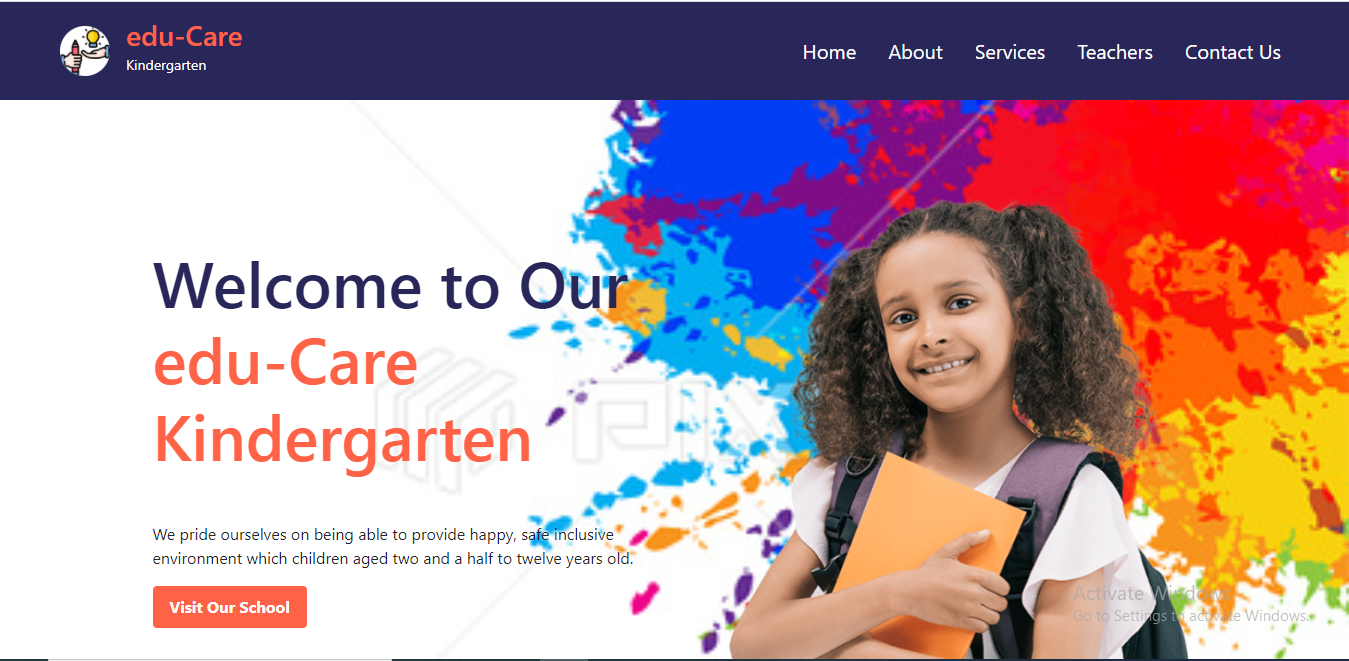 edu-Care
Kindergarten
Home About Services Teachers Contact Us
Welcome to Our
edu-Care
Kindergarten
We pride ourselves on being able to provide happy, safe inclusive
environment which children aged two and a half to twelve years old.
Visit Our School
Activate Windows
Go to Settings to activate Windows.